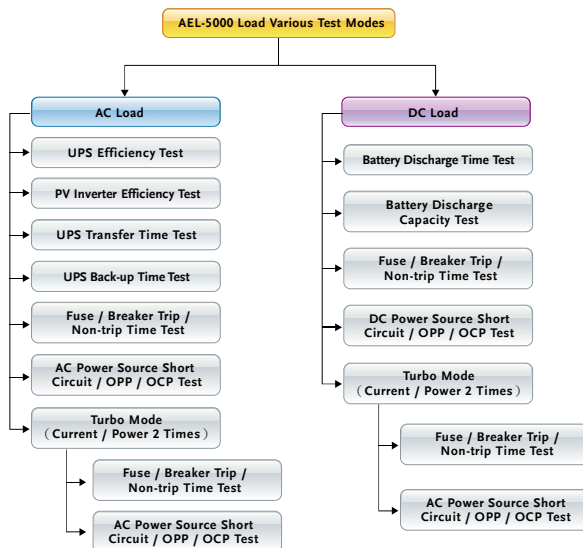 AEL-5000 Load Various Test Modes
AC Load
UPS Efficiency Test
PV Inverter Efficiency Test
UPS Transfer Time Test
UPS Back-up Time Test
Fuse / Breaker Trip /
Non-trip Time Test
AC Power Source Short
Circuit / OPP / OCP Test
Turbo Mode
（Current / Power 2 Times）
Fuse / Breaker Trip /
Non-trip Time Test
AC Power Source Short
Circuit / OPP / OCP Test
DC Load
Battery Discharge Time Test
Battery Discharge
Capacity Test
Fuse / Breaker Trip /
Non-trip Time Test
DC Power Source Short
Circuit / OPP / OCP Test
Turbo Mode
（Current / Power 2 Times）
Fuse / Breaker Trip /
Non-trip Time Test
AC Power Source Short
Circuit / OPP / OCP Test